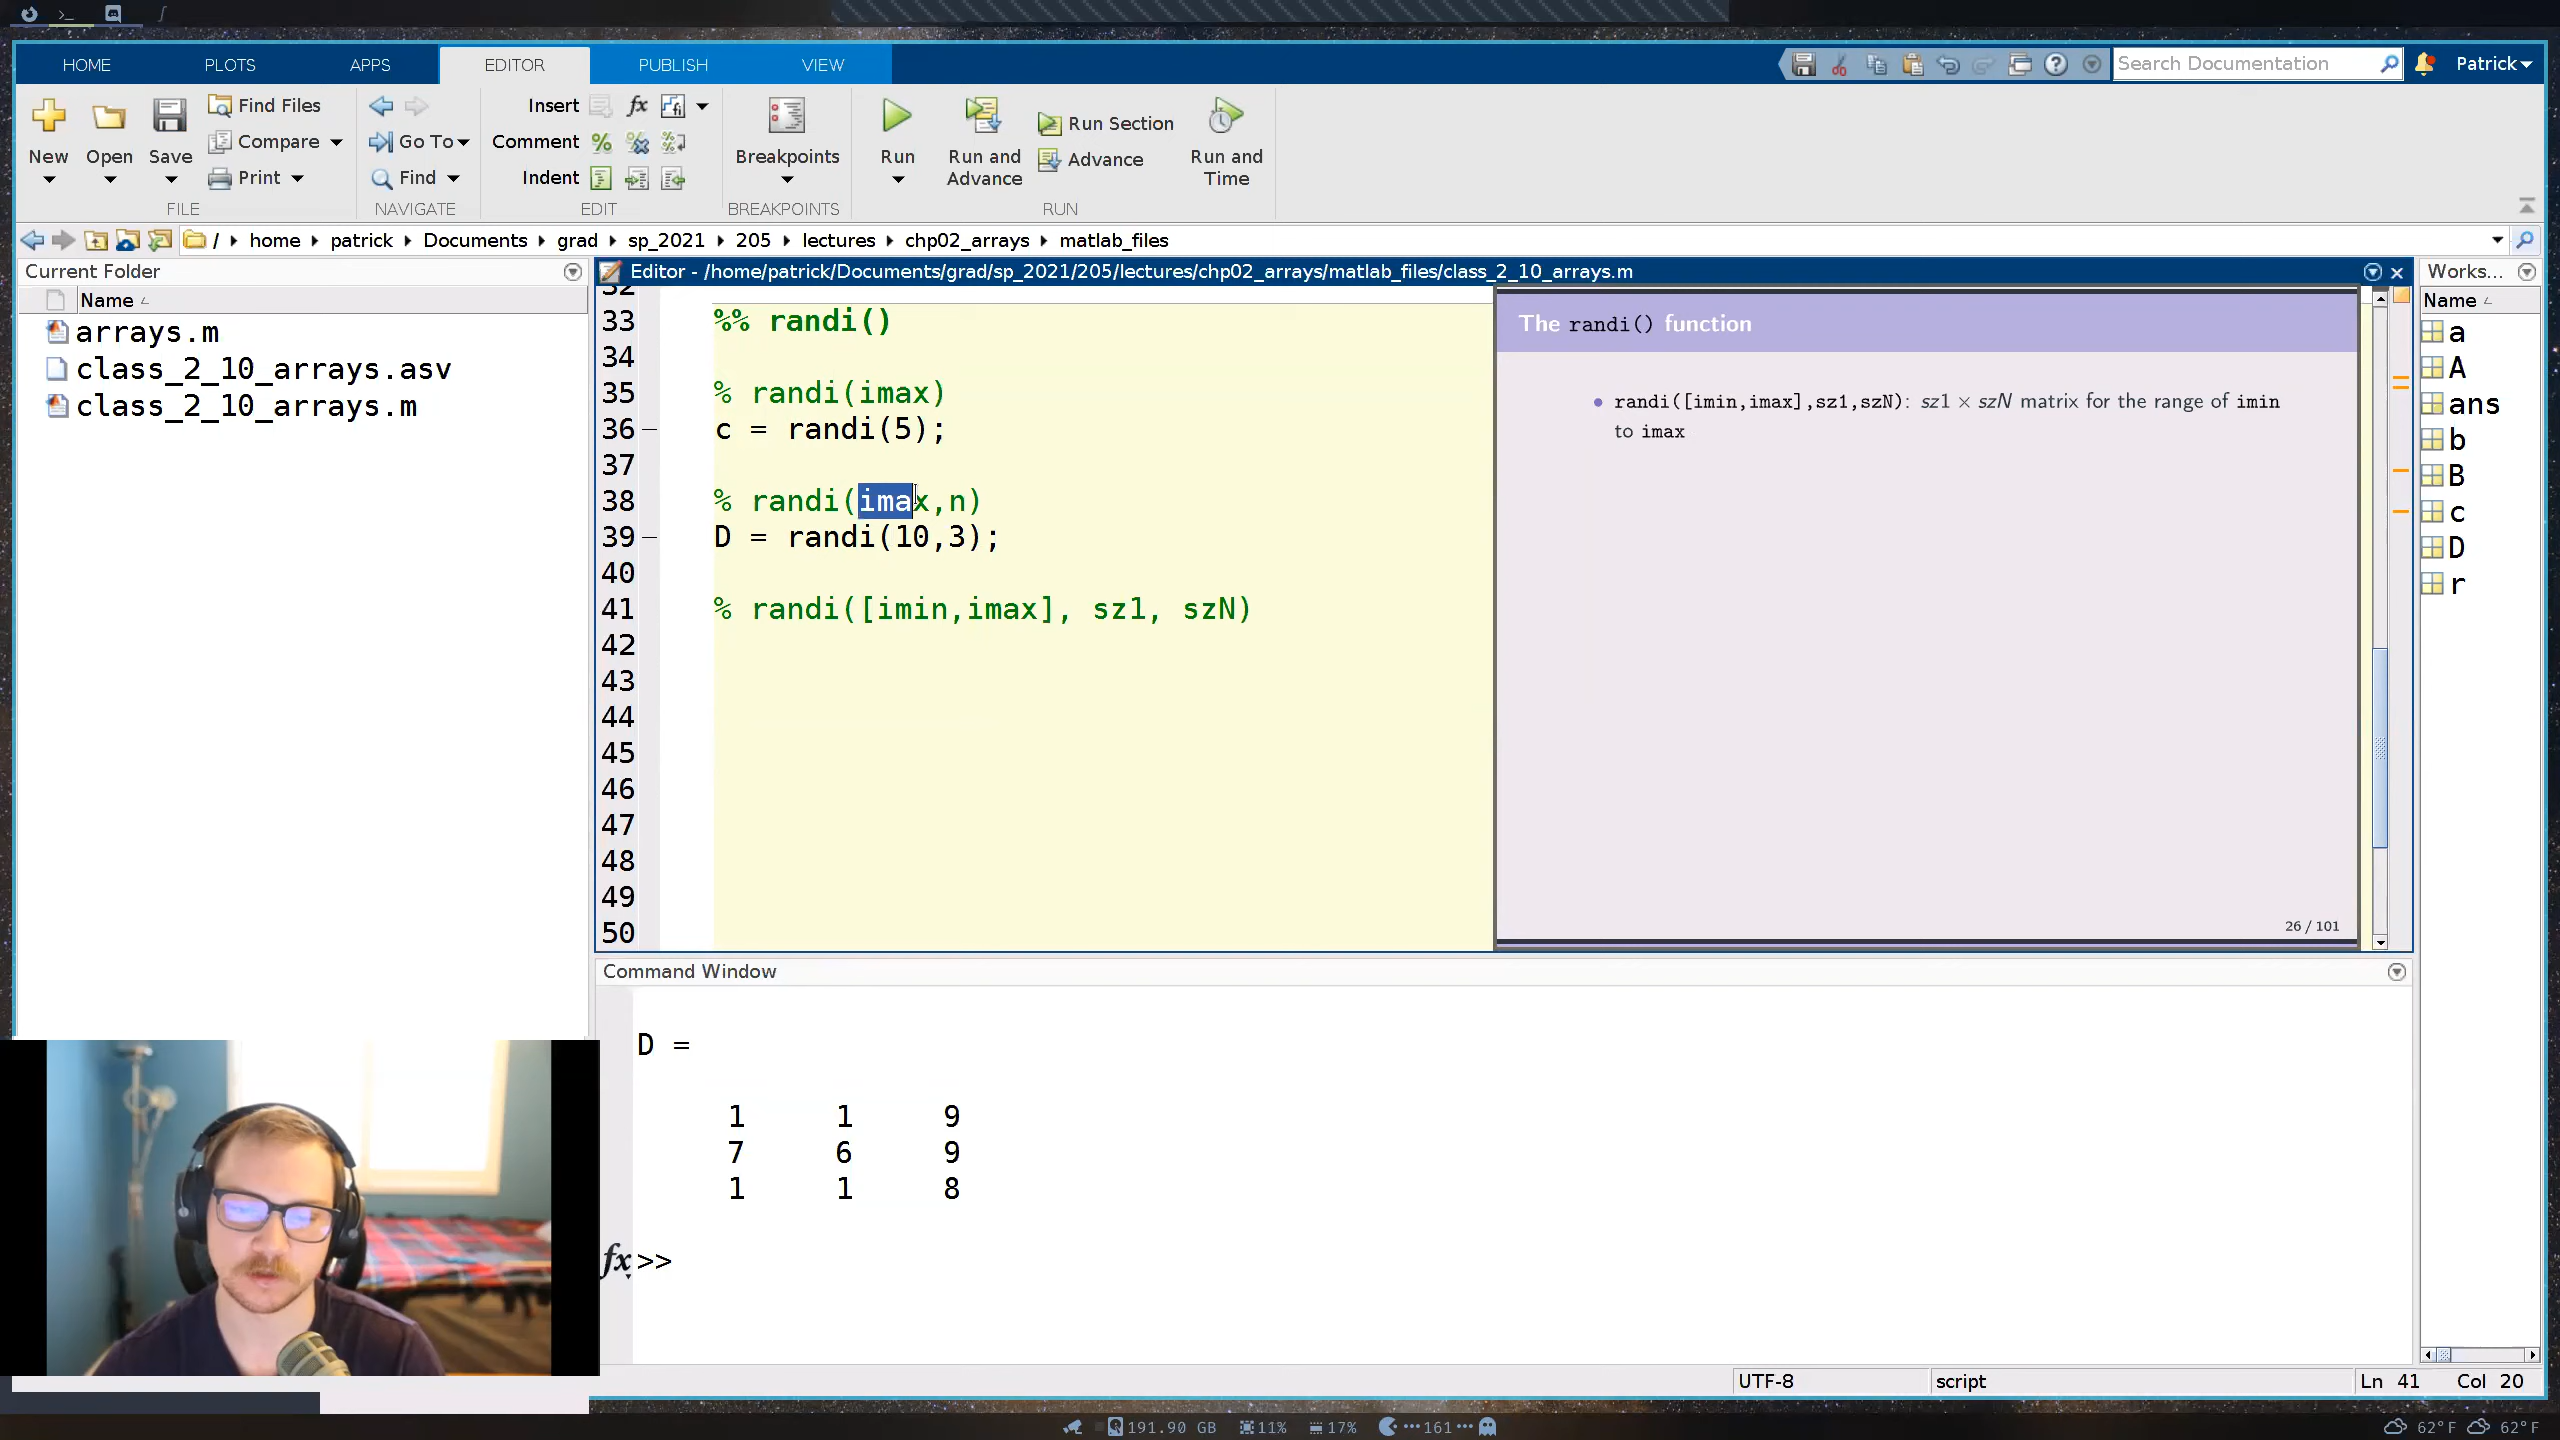 HOME PLOTS APPS EDITOR PUBLISH VIEW Search Documentation Patrick
New Open Save Find Files Compare Print
Go To Find
Insert fx
Comment
Indent
Breakpoints
Run Run and Advance Run Section Advance Run and Time
FILE NAVIGATE EDIT BREAKPOINTS RUN
/ home patrick Documents grad sp_2021 205 lectures chp02_arrays matlab_files
Current Folder
Name
arrays.m
class_2_10_arrays.asv
class_2_10_arrays.m
Editor - /home/patrick/Documents/grad/sp_2021/205/lectures/chp02_arrays/matlab_files/class_2_10_arrays.m
32
33 %% randi()
34
35 % randi(imax)
36 – c = randi(5);
37
38 % randi(imax,n)
39 – D = randi(10,3);
40
41 % randi([imin,imax], sz1, szN)
42
43
44
45
46
47
48
49
50
The randi() function
• randi([imin,imax],sz1,szN): sz1 × szN matrix for the range of imin
to imax
26 / 101
Works...
Name
a
A
ans
b
B
c
D
r
Command Window
D =
1 1 9
7 6 9
1 1 8
fx >>
UTF-8 script Ln 41 Col 20
191.90 GB 11% 17% 161 62°F 62°F